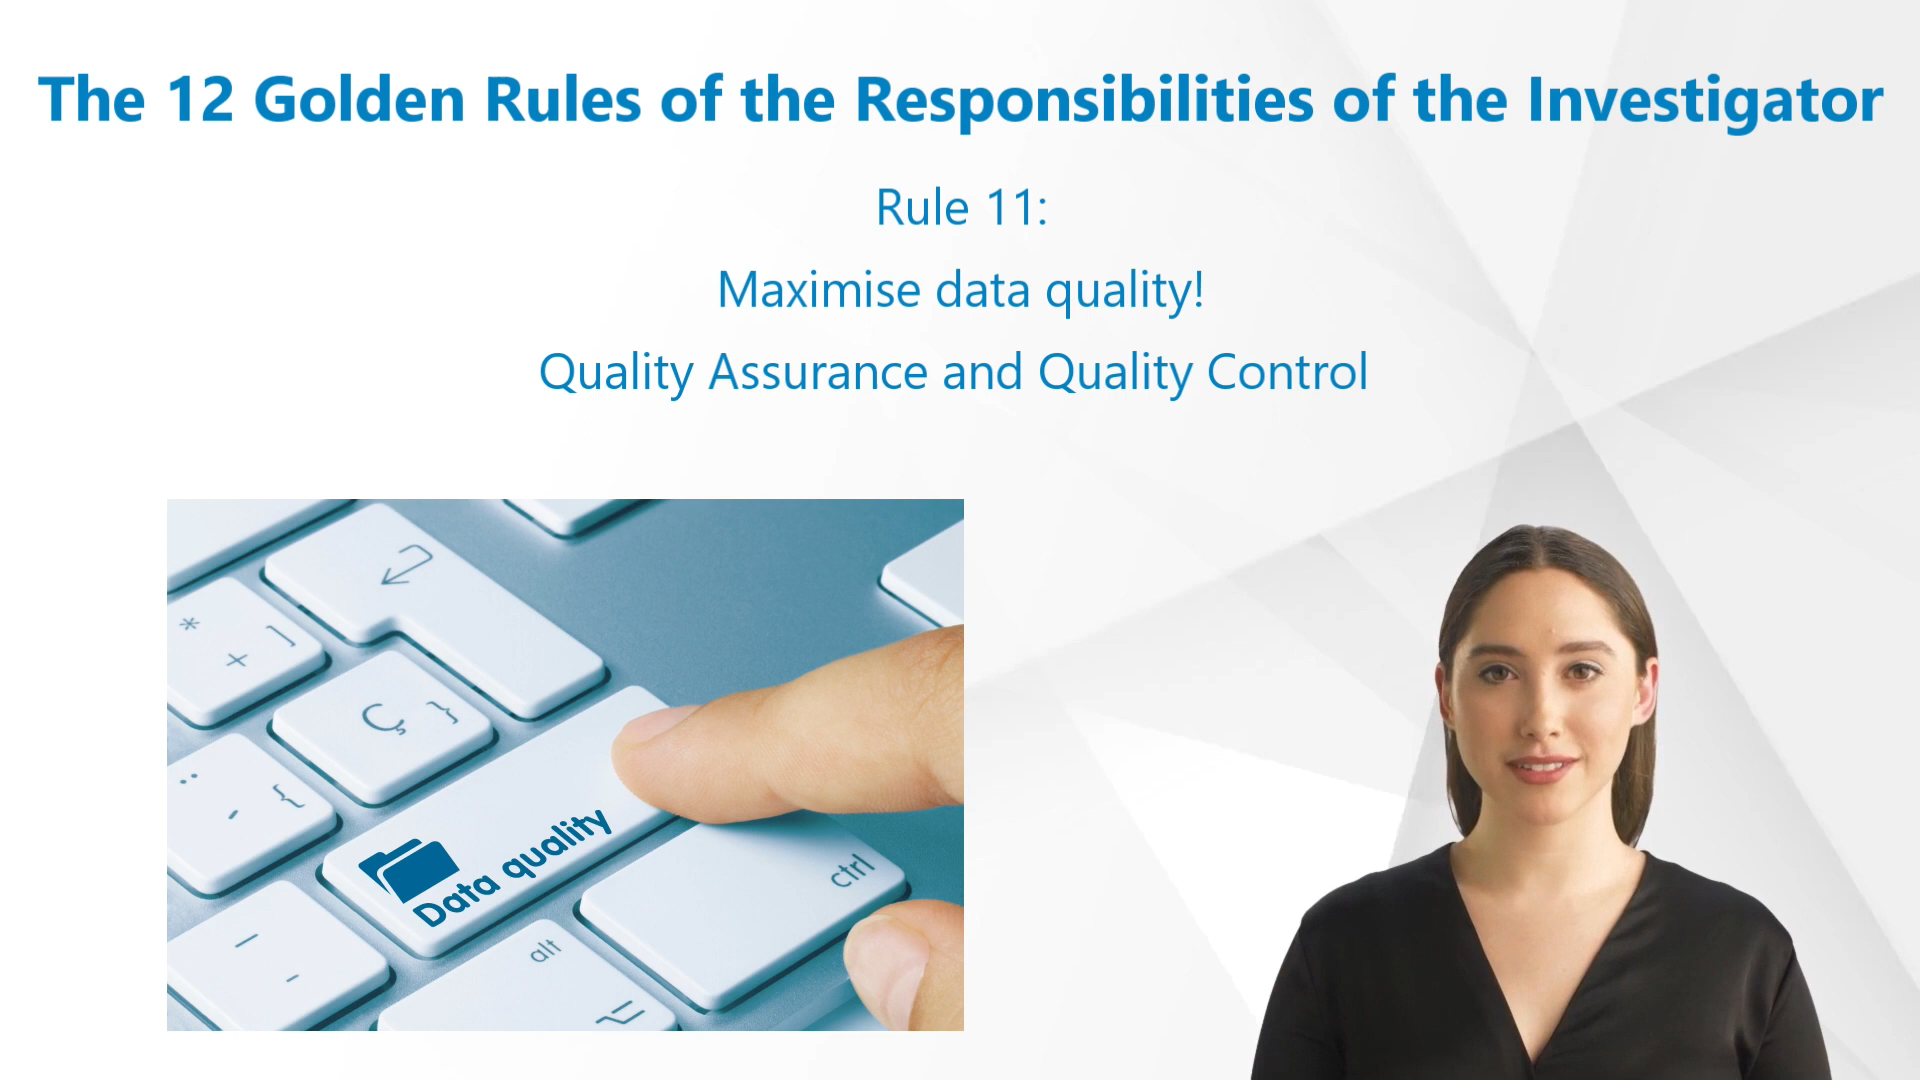 The 12 Golden Rules of the Responsibilities of the Investigator
Rule 11:
Maximise data quality!
Quality Assurance and Quality Control
* + ]
Ç }
¨ - {
Data quality
ctrl
alt